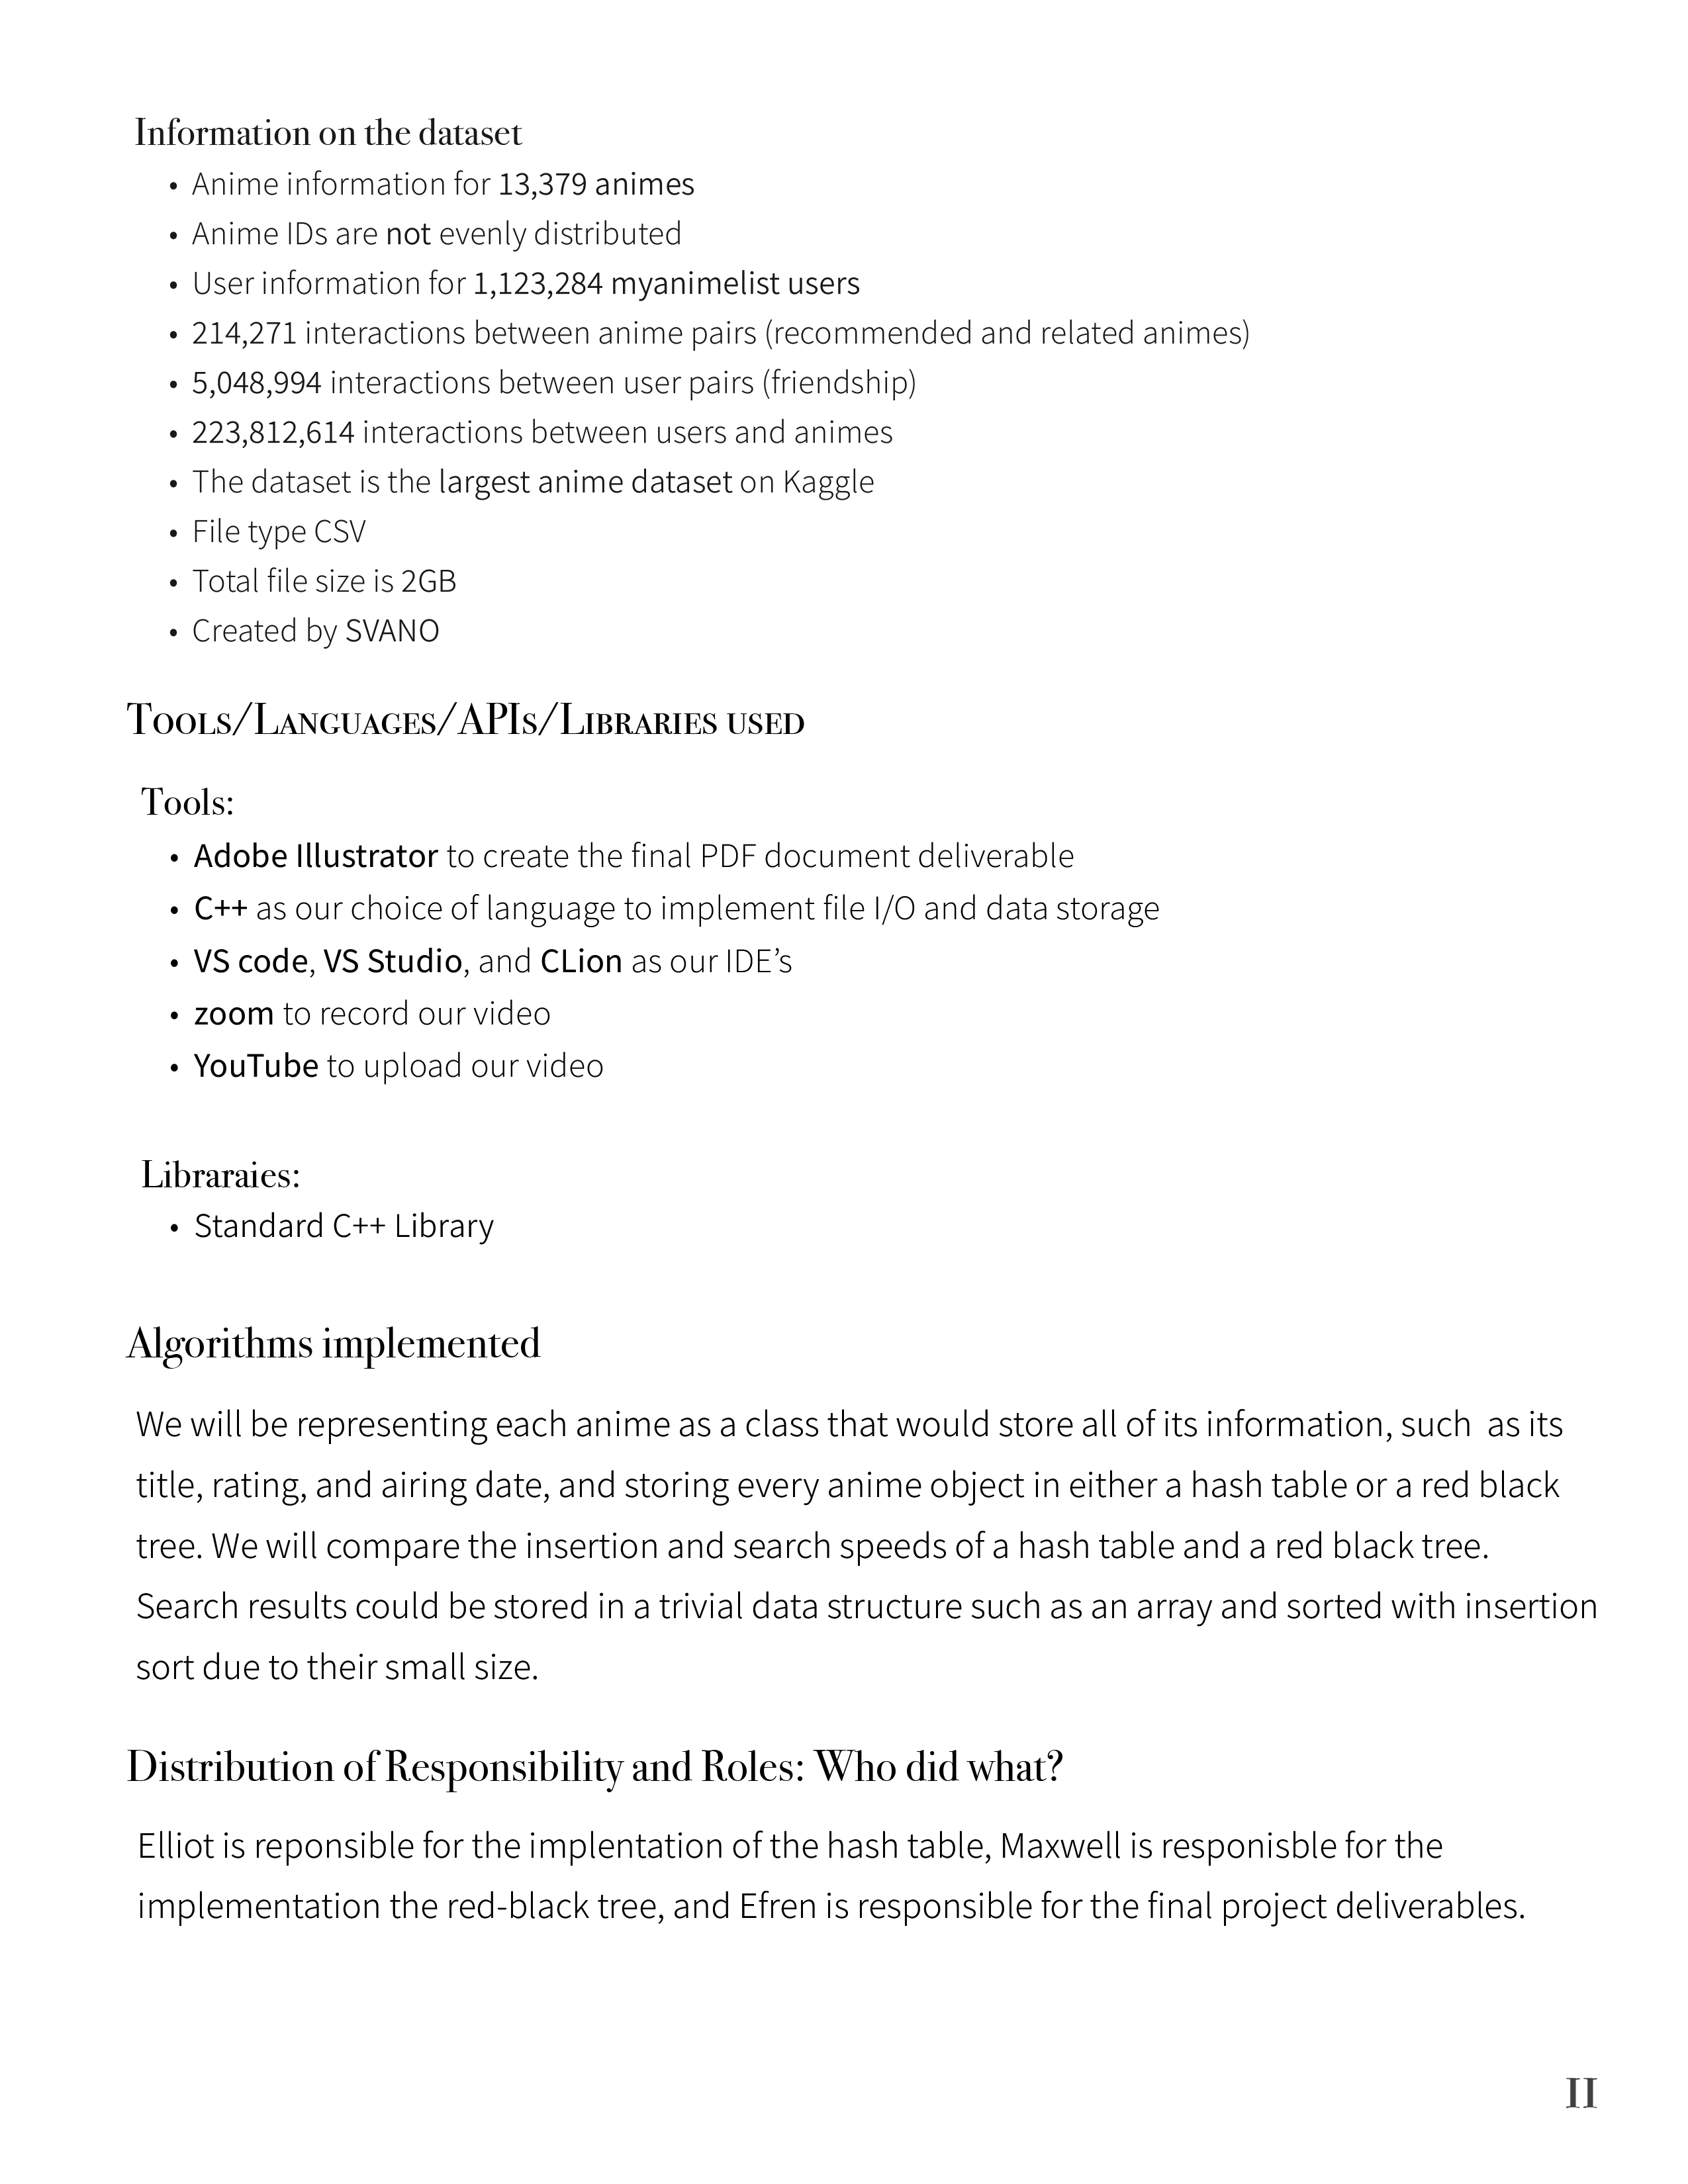 Information on the dataset
• Anime information for 13,379 animes
• Anime IDs are not evenly distributed
• User information for 1,123,284 myanimelist users
• 214,271 interactions between anime pairs (recommended and related animes)
• 5,048,994 interactions between user pairs (friendship)
• 223,812,614 interactions between users and animes
• The dataset is the largest anime dataset on Kaggle
• File type CSV
• Total file size is 2GB
• Created by SVANO
Tools/Languages/APIs/Libraries used
Tools:
• Adobe Illustrator to create the final PDF document deliverable
• C++ as our choice of language to implement file I/O and data storage
• VS code, VS Studio, and CLion as our IDE’s
• zoom to record our video
• YouTube to upload our video
Libraraies:
• Standard C++ Library
Algorithms implemented
We will be representing each anime as a class that would store all of its information, such  as its
title, rating, and airing date, and storing every anime object in either a hash table or a red black
tree. We will compare the insertion and search speeds of a hash table and a red black tree.
Search results could be stored in a trivial data structure such as an array and sorted with insertion
sort due to their small size.
Distribution of Responsibility and Roles: Who did what?
Elliot is reponsible for the implentation of the hash table, Maxwell is responisble for the
implementation the red-black tree, and Efren is responsible for the final project deliverables.
II